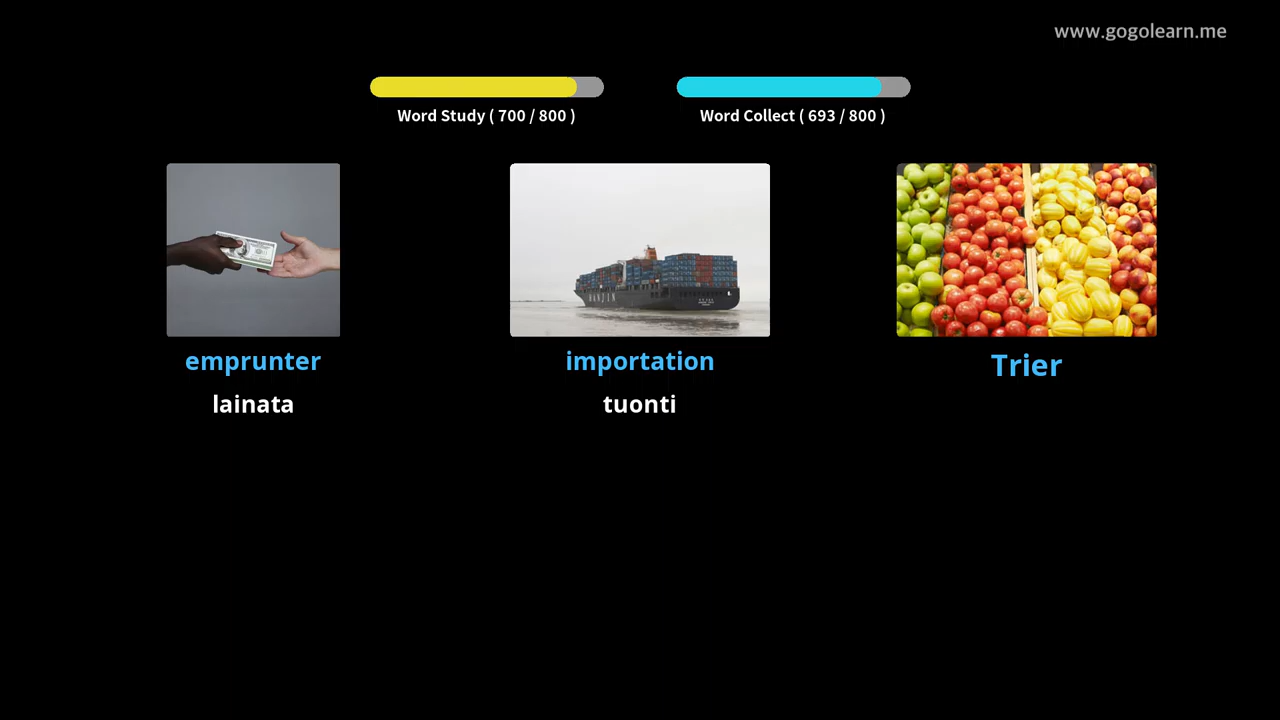 www.gogolearn.me
Word Study ( 700 / 800 )
Word Collect ( 693 / 800 )
emprunter
lainata
importation
tuonti
Trier